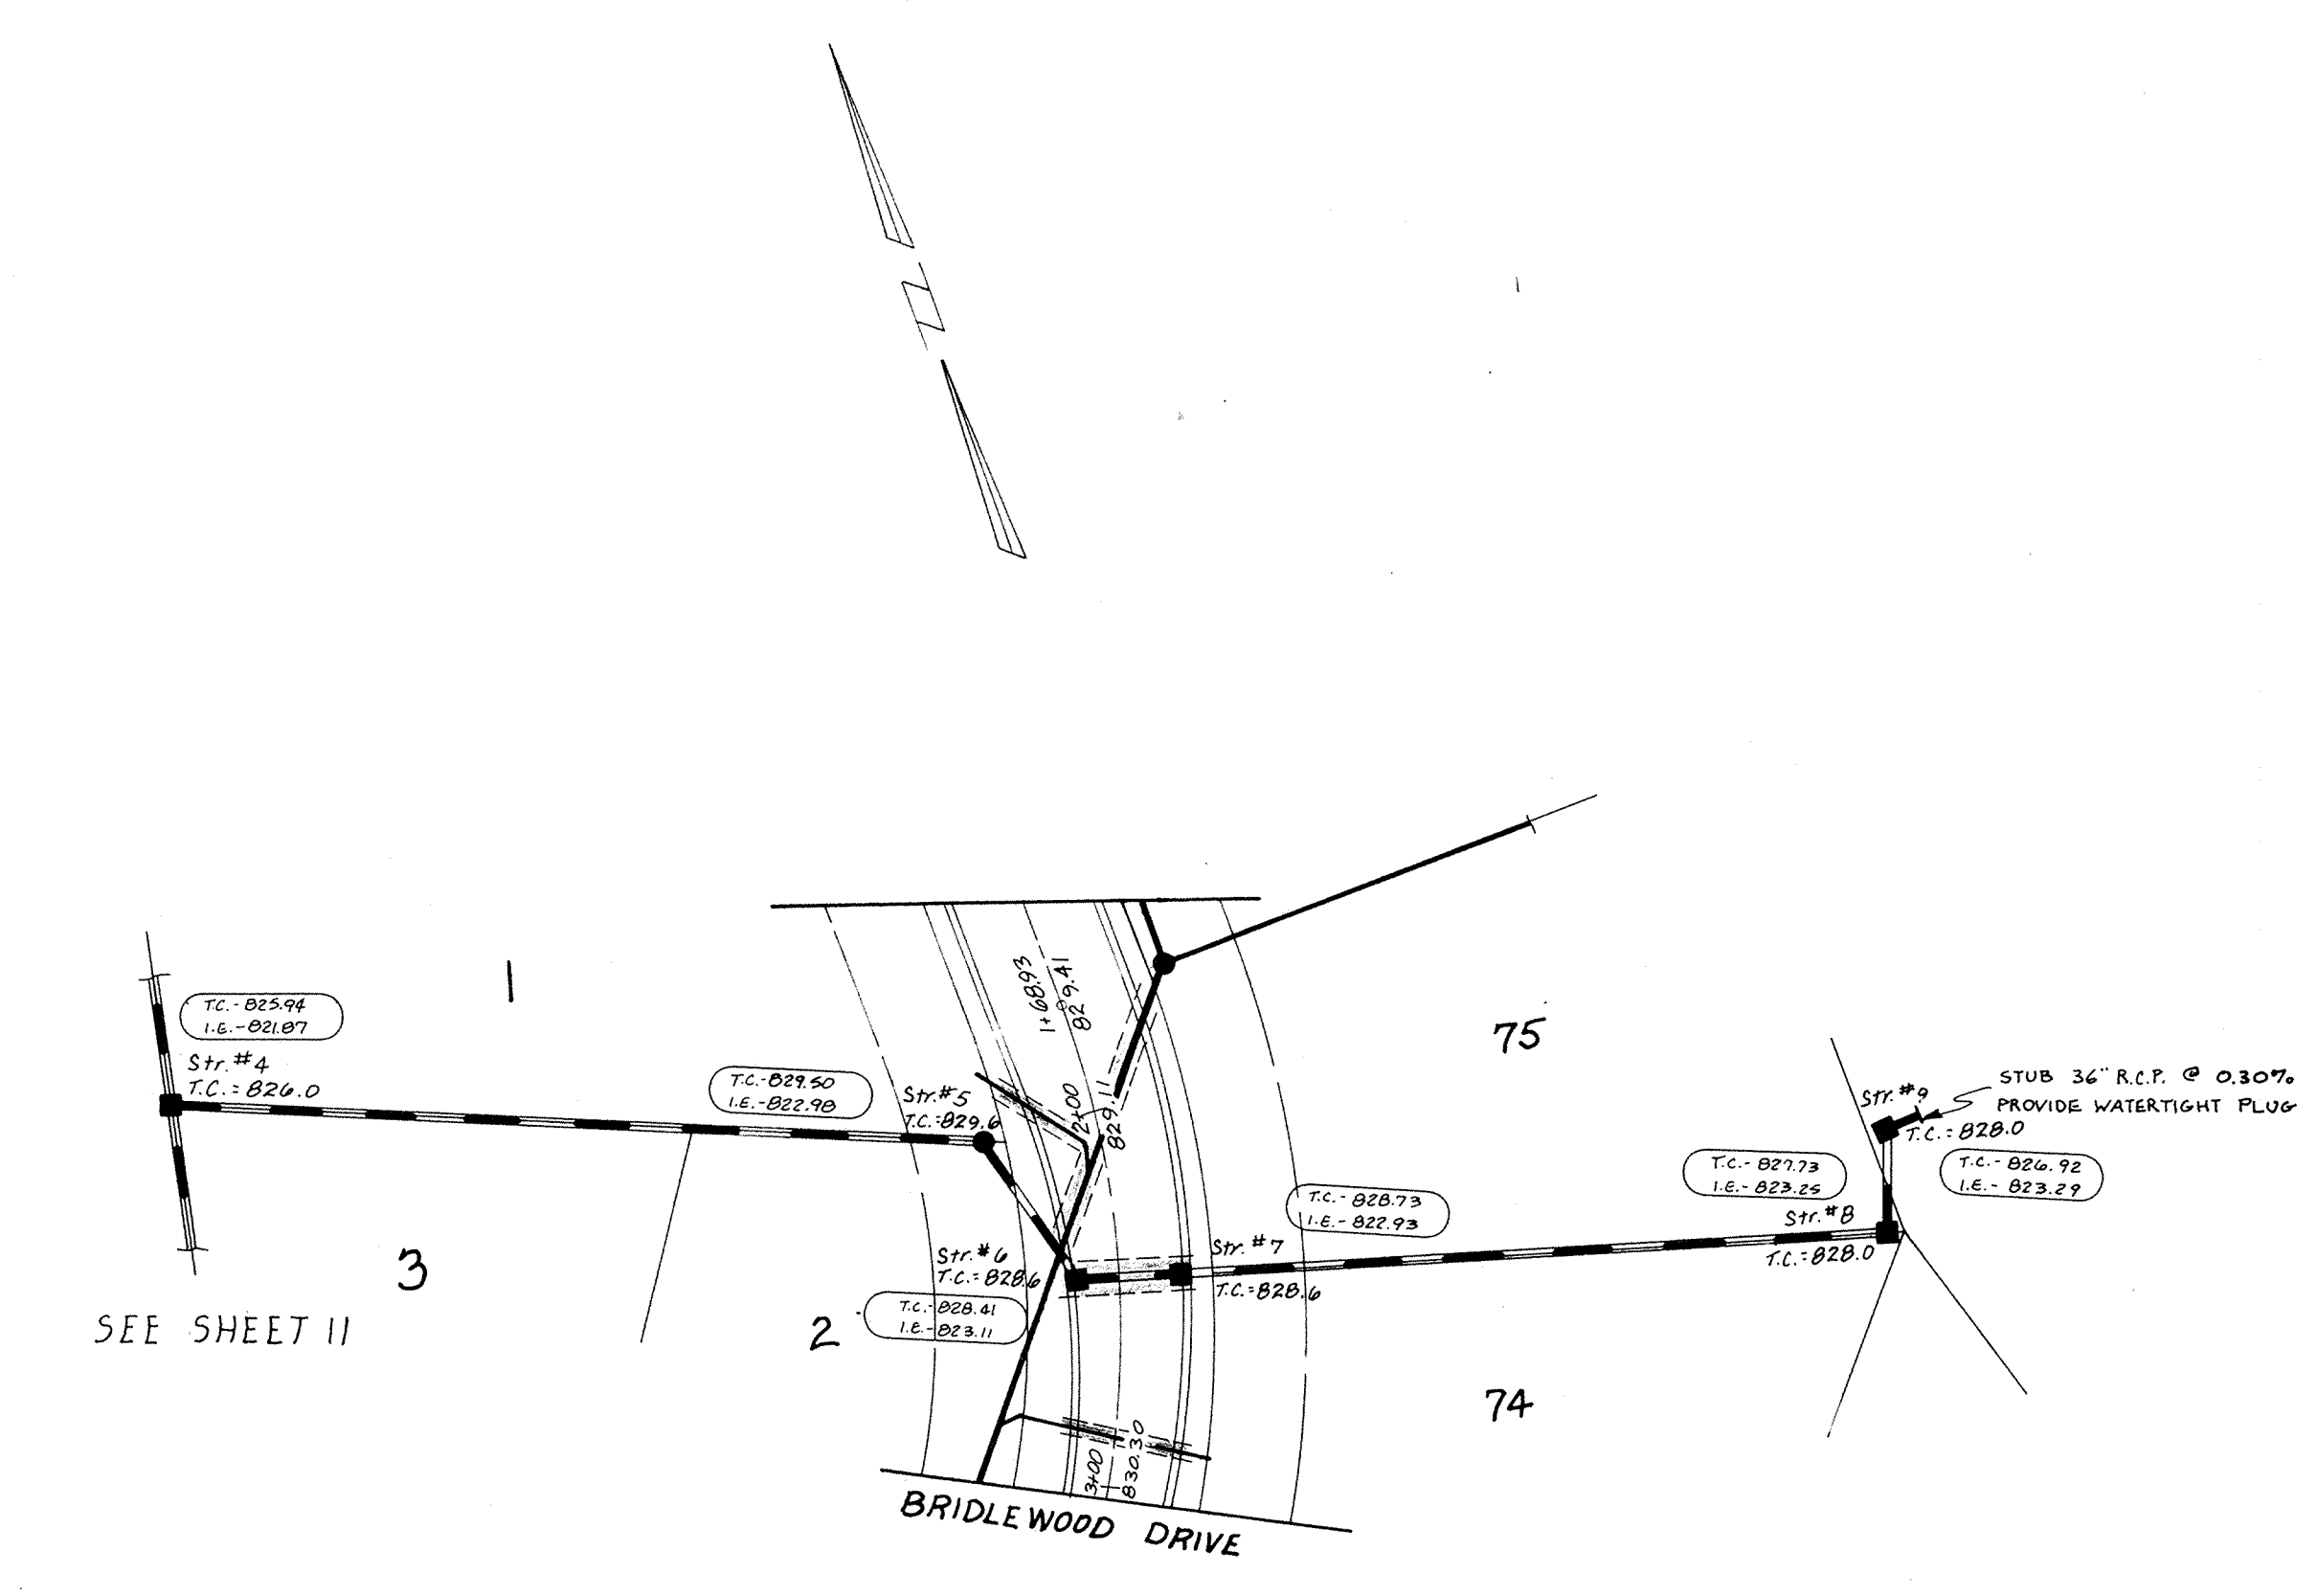 N
1+68.93
829.41
1
T.C.-825.94
I.E.-821.87
Str.#4
T.C.=826.0
T.C.-829.50
I.E.-822.98
Str.#5
T.C.=829.6
2+00
829.11
75
Str.#9
T.C.=828.0
STUB 36" R.C.P. @ 0.30%
PROVIDE WATERTIGHT PLUG
T.C.-827.73
I.E.-823.25
T.C.-826.92
I.E.-823.29
T.C.-828.73
I.E.-822.93
Str.#8
T.C.=828.0
Str.#7
T.C.=828.6
Str.#6
T.C.=828.6
T.C.-828.41
I.E.-823.11
3
2
SEE SHEET 11
74
3+00
830.30
BRIDLEWOOD DRIVE